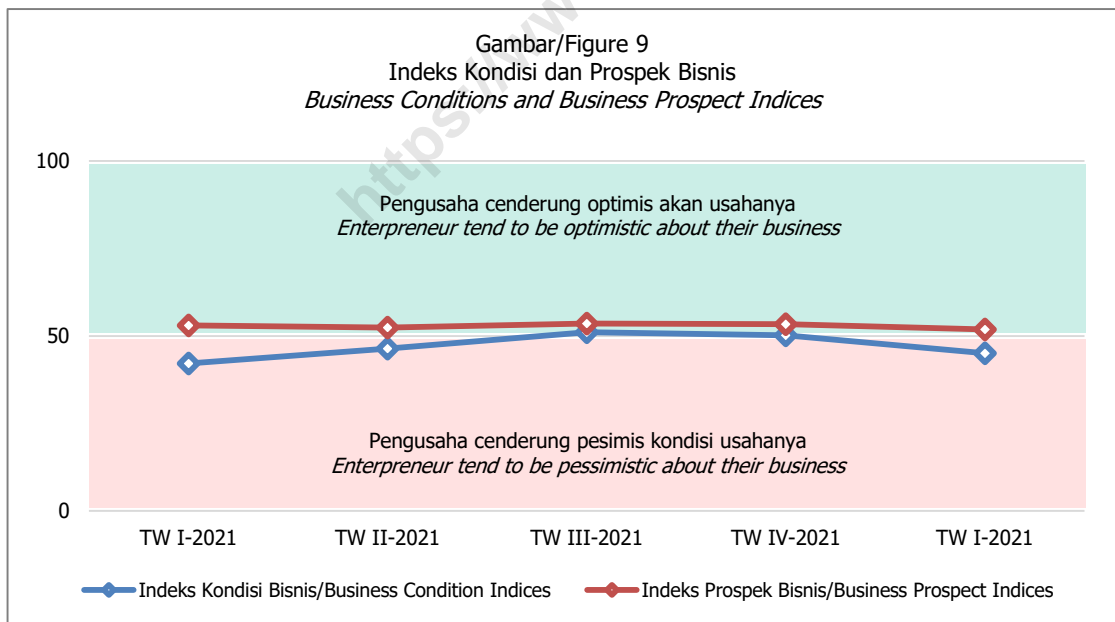 Gambar/Figure 9
Indeks Kondisi dan Prospek Bisnis
Business Conditions and Business Prospect Indices
https://ww
100
Pengusaha cenderung optimis akan usahanya
Enterpreneur tend to be optimistic about their business
50
Pengusaha cenderung pesimis kondisi usahanya
Enterpreneur tend to be pessimistic about their business
0
TW I-2021 TW II-2021 TW III-2021 TW IV-2021 TW I-2021
Indeks Kondisi Bisnis/Business Condition Indices Indeks Prospek Bisnis/Business Prospect Indices